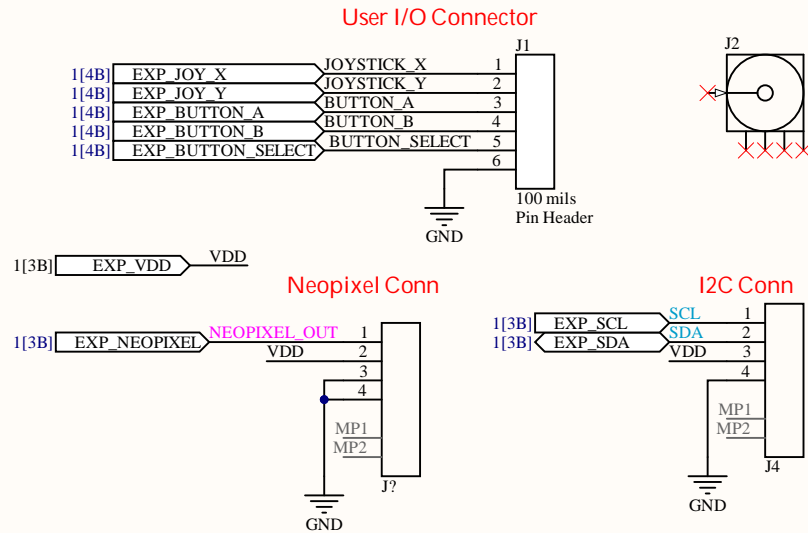 User I/O Connector
J1
J2
1[4B] EXP_JOY_X JOYSTICK_X 1
1[4B] EXP_JOY_Y JOYSTICK_Y 2
1[4B] EXP_BUTTON_A BUTTON_A 3
1[4B] EXP_BUTTON_B BUTTON_B 4
1[4B] EXP_BUTTON_SELECT BUTTON_SELECT 5
6
100 mils
Pin Header
GND
1[3B] EXP_VDD VDD
Neopixel Conn
1[3B] EXP_NEOPIXEL NEOPIXEL_OUT 1
VDD 2
3
4
MP1
MP2
J?
GND
I2C Conn
1[3B] EXP_SCL SCL 1
1[3B] EXP_SDA SDA 2
VDD 3
4
MP1
MP2
J4
GND